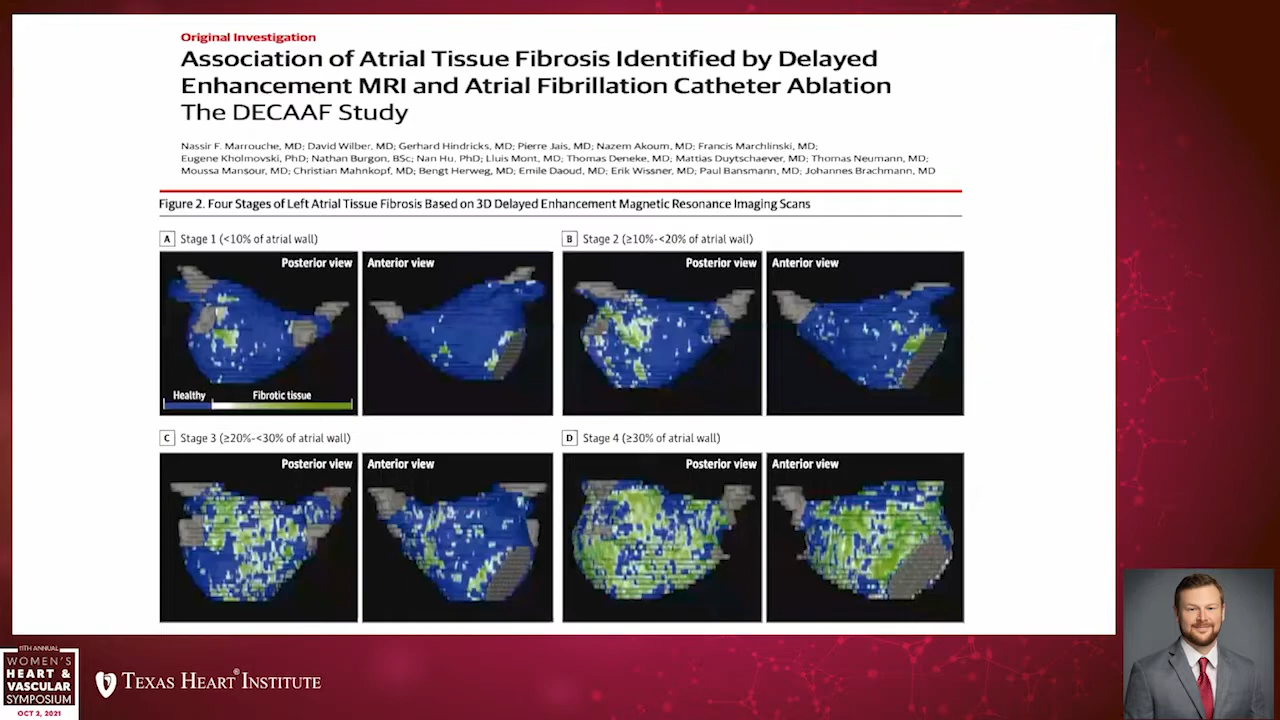 Original Investigation
Association of Atrial Tissue Fibrosis Identified by Delayed
Enhancement MRI and Atrial Fibrillation Catheter Ablation
The DECAAF Study
Nassir F. Marrouche, MD; David Wilber, MD; Gerhard Hindricks, MD; Pierre Jais, MD; Nazem Akoum, MD; Francis Marchlinski, MD;
Eugene Kholmovski, PhD; Nathan Burgon, BSc; Nan Hu, PhD; Lluis Mont, MD; Thomas Deneke, MD; Mattias Duytschaever, MD; Thomas Neumann, MD;
Moussa Mansour, MD; Christian Mahnkopf, MD; Bengt Herweg, MD; Emile Daoud, MD; Erik Wissner, MD; Paul Bansmann, MD; Johannes Brachmann, MD
Figure 2. Four Stages of Left Atrial Tissue Fibrosis Based on 3D Delayed Enhancement Magnetic Resonance Imaging Scans
A Stage 1 (<10% of atrial wall)
B Stage 2 (≥10%-<20% of atrial wall)
Posterior view
Anterior view
Posterior view
Anterior view
Healthy
Fibrotic tissue
C Stage 3 (≥20%-<30% of atrial wall)
D Stage 4 (≥30% of atrial wall)
Posterior view
Anterior view
Posterior view
Anterior view
11TH ANNUAL
WOMEN'S
HEART &
VASCULAR
SYMPOSIUM
OCT 2, 2021
TEXAS HEART® INSTITUTE